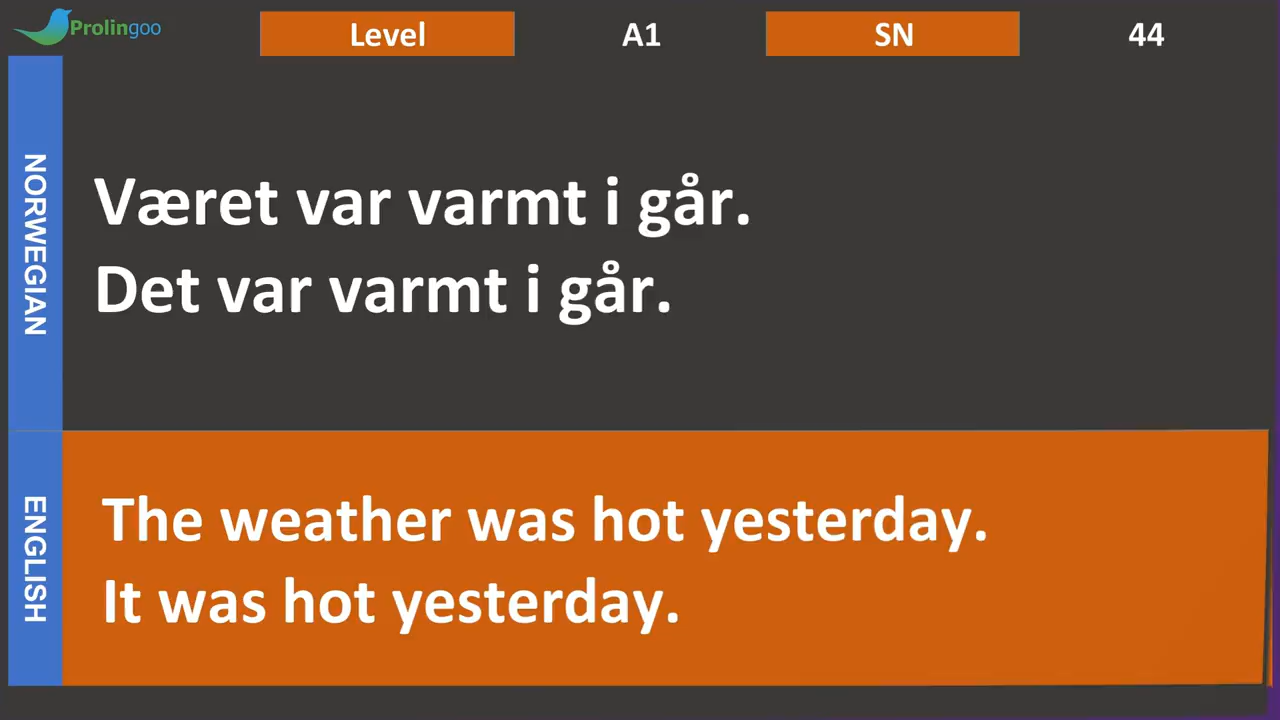 Prolingoo
Level A1 SN 44
NORWEGIAN
Været var varmt i går.
Det var varmt i går.
ENGLISH
The weather was hot yesterday.
It was hot yesterday.